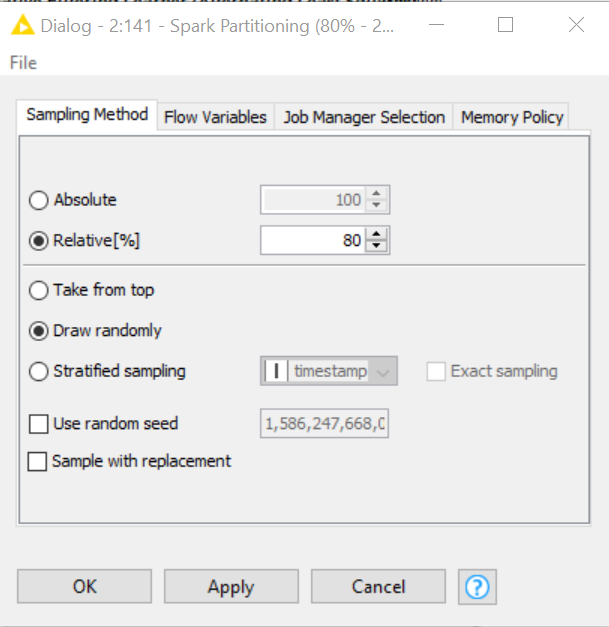 Dialog - 2:141 - Spark Partitioning (80% - 2...
File
Sampling Method Flow Variables Job Manager Selection Memory Policy
Absolute 100
Relative[%] 80
Take from top
Draw randomly
Stratified sampling I timestamp Exact sampling
Use random seed 1,586,247,668,0
Sample with replacement
OK Apply Cancel ?